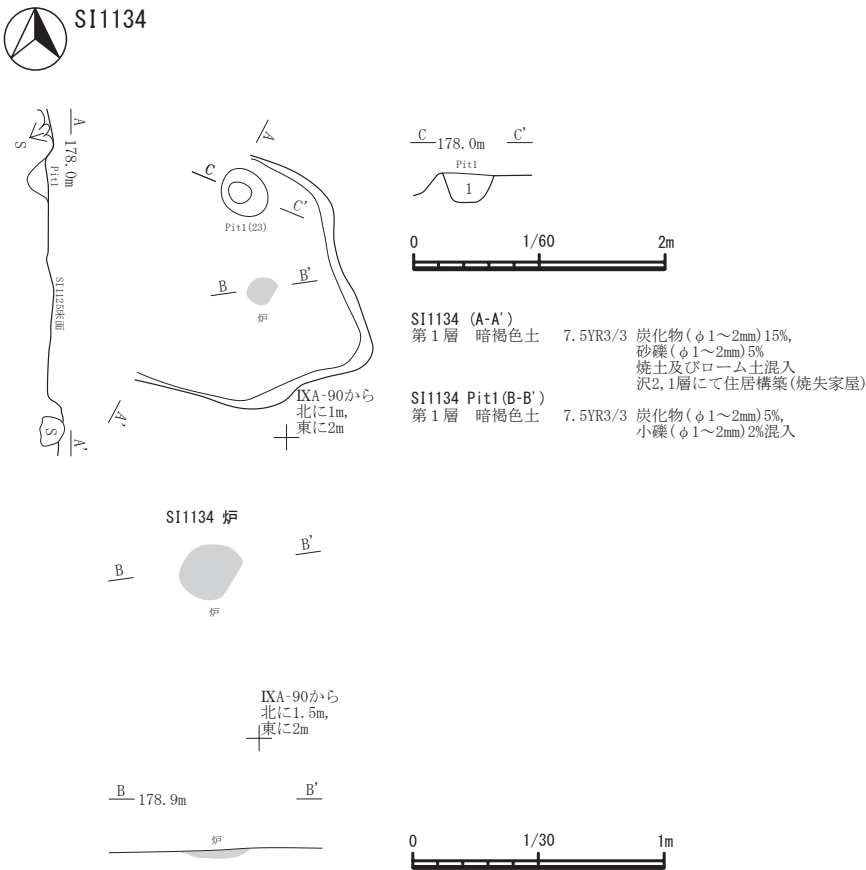 SI1134
A
178.0m
S
Pit1
SI1125床面
S
A'
A
C
C'
Pit1(23)
B
B'
炉
A'
ⅨA-90から
北に1m,
東に2m
C
178.0m
C'
Pit1
1
0
1/60
2m
SI1134 (A-A')
第1層 暗褐色土 7.5YR3/3 炭化物(φ1~2mm)15%,
砂礫(φ1~2mm)5%
焼土及びローム土混入
沢2,1層にて住居構築(焼失家屋)
SI1134 Pit1(B-B')
第1層 暗褐色土 7.5YR3/3 炭化物(φ1~2mm)5%,
小礫(φ1~2mm)2%混入
SI1134 炉
B
B'
炉
ⅨA-90から
北に1.5m,
東に2m
B
178.9m
B'
炉
0
1/30
1m